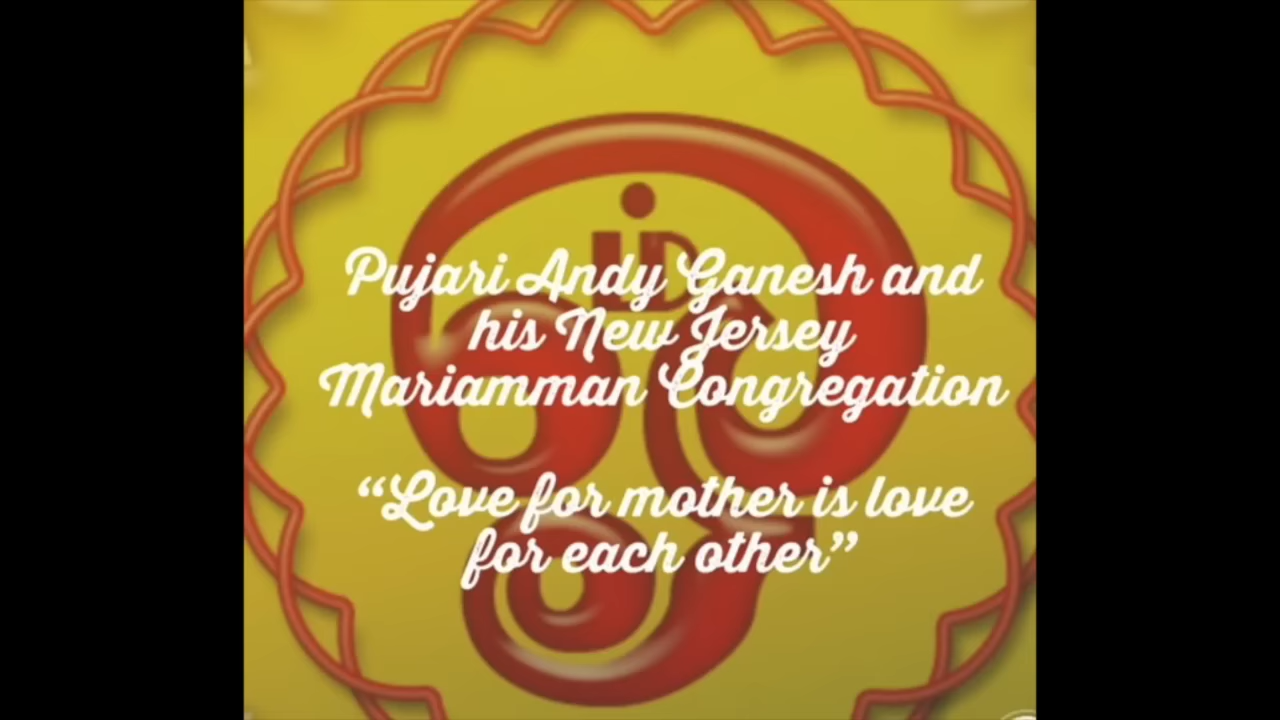 ௐ
Pujari Andy Ganesh and
his New Jersey
Mariamman Congregation
“Love for mother is love
for each other”